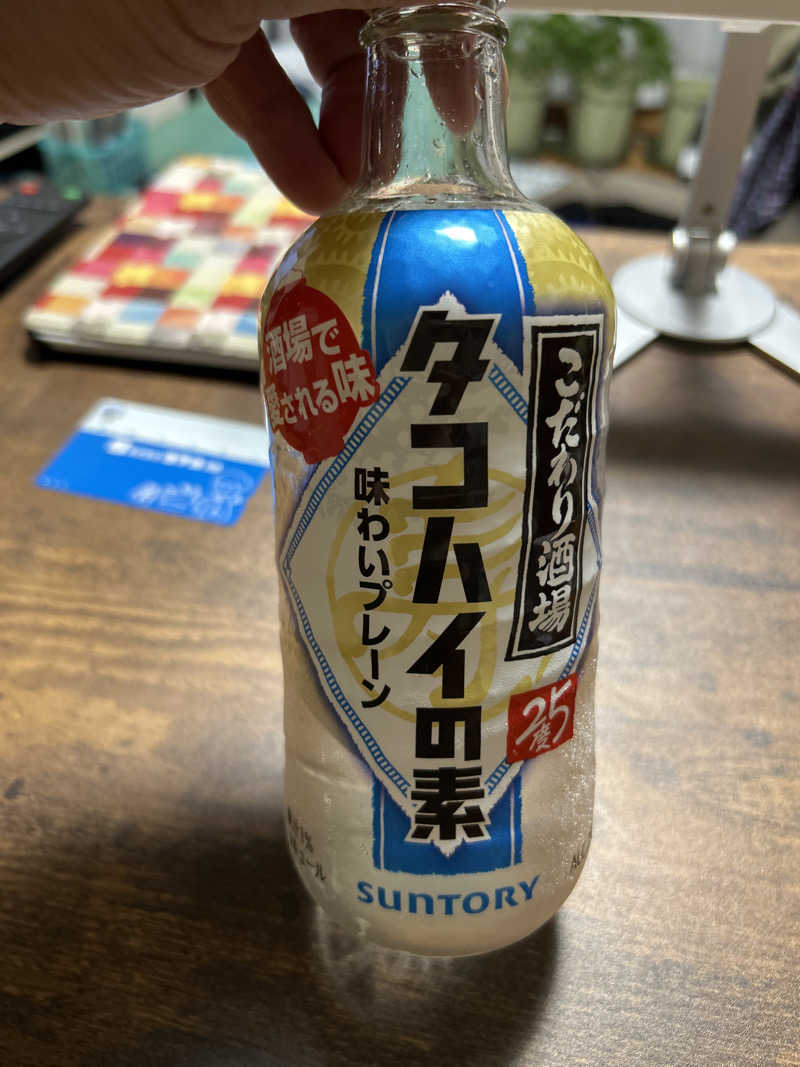 酒場で
愛される味
タコハイの素
味わいプレーン
こだわり酒場
25度
SUNTORY